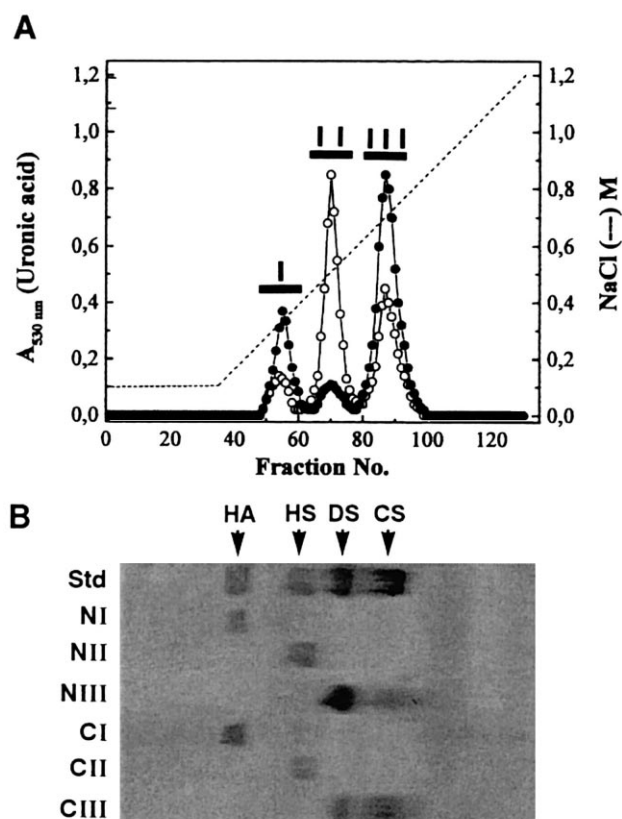 A
I II III
1,2 1,2
1,0 1,0
0,8 0,8
0,6 0,6
0,4 0,4
0,2 0,2
0,0 0,0
0 20 40 60 80 100 120
A530 nm (Uronic acid)
NaCl (---) M
Fraction No.
B
HA HS DS CS
Std
NI
NII
NIII
CI
CII
CIII